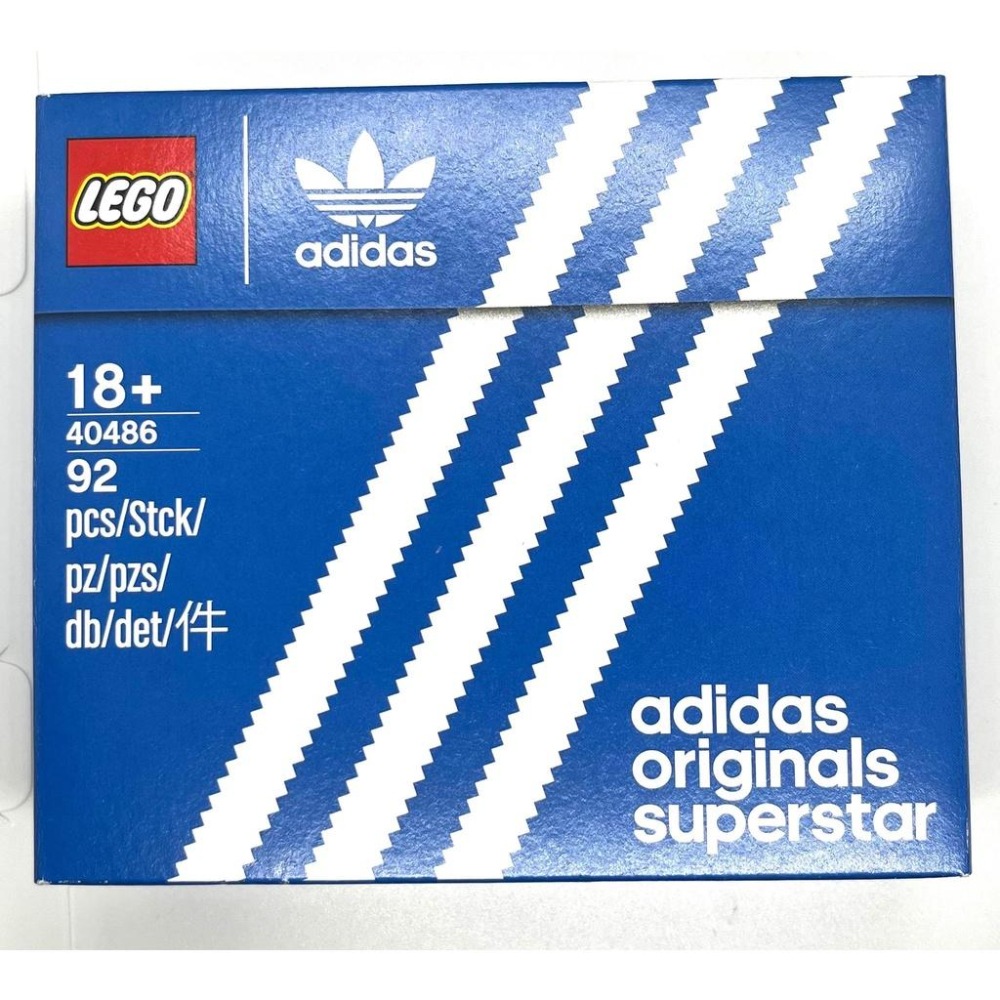 LEGO
adidas
18+
40486
92
pcs/Stck/
pz/pzs/
db/det/件
adidas
originals
superstar